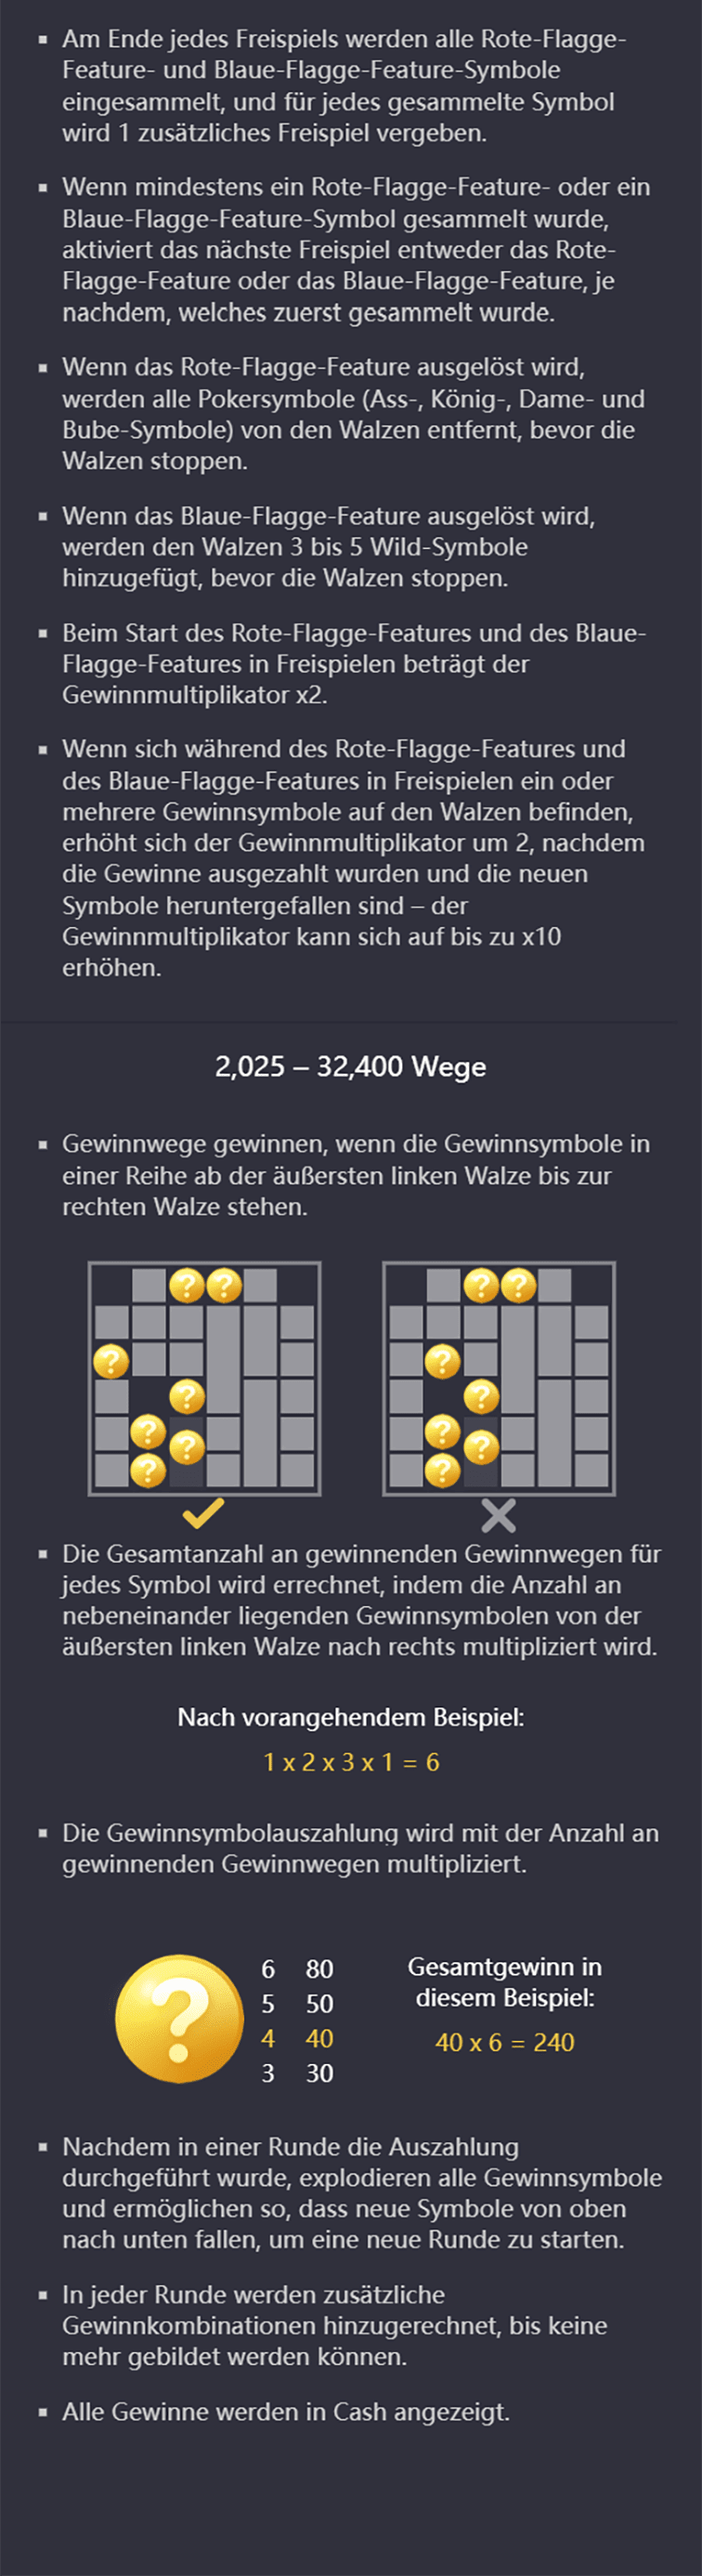 ▪ Am Ende jedes Freispiels werden alle Rote-Flagge-
Feature- und Blaue-Flagge-Feature-Symbole
eingesammelt, und für jedes gesammelte Symbol
wird 1 zusätzliches Freispiel vergeben.
▪ Wenn mindestens ein Rote-Flagge-Feature- oder ein
Blaue-Flagge-Feature-Symbol gesammelt wurde,
aktiviert das nächste Freispiel entweder das Rote-
Flagge-Feature oder das Blaue-Flagge-Feature, je
nachdem, welches zuerst gesammelt wurde.
▪ Wenn das Rote-Flagge-Feature ausgelöst wird,
werden alle Pokersymbole (Ass-, König-, Dame- und
Bube-Symbole) von den Walzen entfernt, bevor die
Walzen stoppen.
▪ Wenn das Blaue-Flagge-Feature ausgelöst wird,
werden den Walzen 3 bis 5 Wild-Symbole
hinzugefügt, bevor die Walzen stoppen.
▪ Beim Start des Rote-Flagge-Features und des Blaue-
Flagge-Features in Freispielen beträgt der
Gewinnmultiplikator x2.
▪ Wenn sich während des Rote-Flagge-Features und
des Blaue-Flagge-Features in Freispielen ein oder
mehrere Gewinnsymbole auf den Walzen befinden,
erhöht sich der Gewinnmultiplikator um 2, nachdem
die Gewinne ausgezahlt wurden und die neuen
Symbole heruntergefallen sind – der
Gewinnmultiplikator kann sich auf bis zu x10
erhöhen.
2,025 – 32,400 Wege
▪ Gewinnwege gewinnen, wenn die Gewinnsymbole in
einer Reihe ab der äußersten linken Walze bis zur
rechten Walze stehen.
? ? ? ?
? ?
? ?
? ? ? ?
? ?
▪ Die Gesamtanzahl an gewinnenden Gewinnwegen für
jedes Symbol wird errechnet, indem die Anzahl an
nebeneinander liegenden Gewinnsymbolen von der
äußersten linken Walze nach rechts multipliziert wird.
Nach vorangehendem Beispiel:
1 x 2 x 3 x 1 = 6
▪ Die Gewinnsymbolauszahlung wird mit der Anzahl an
gewinnenden Gewinnwegen multipliziert.
?
6 80
5 50
4 40
3 30
Gesamtgewinn in
diesem Beispiel:
40 x 6 = 240
▪ Nachdem in einer Runde die Auszahlung
durchgeführt wurde, explodieren alle Gewinnsymbole
und ermöglichen so, dass neue Symbole von oben
nach unten fallen, um eine neue Runde zu starten.
▪ In jeder Runde werden zusätzliche
Gewinnkombinationen hinzugerechnet, bis keine
mehr gebildet werden können.
▪ Alle Gewinne werden in Cash angezeigt.